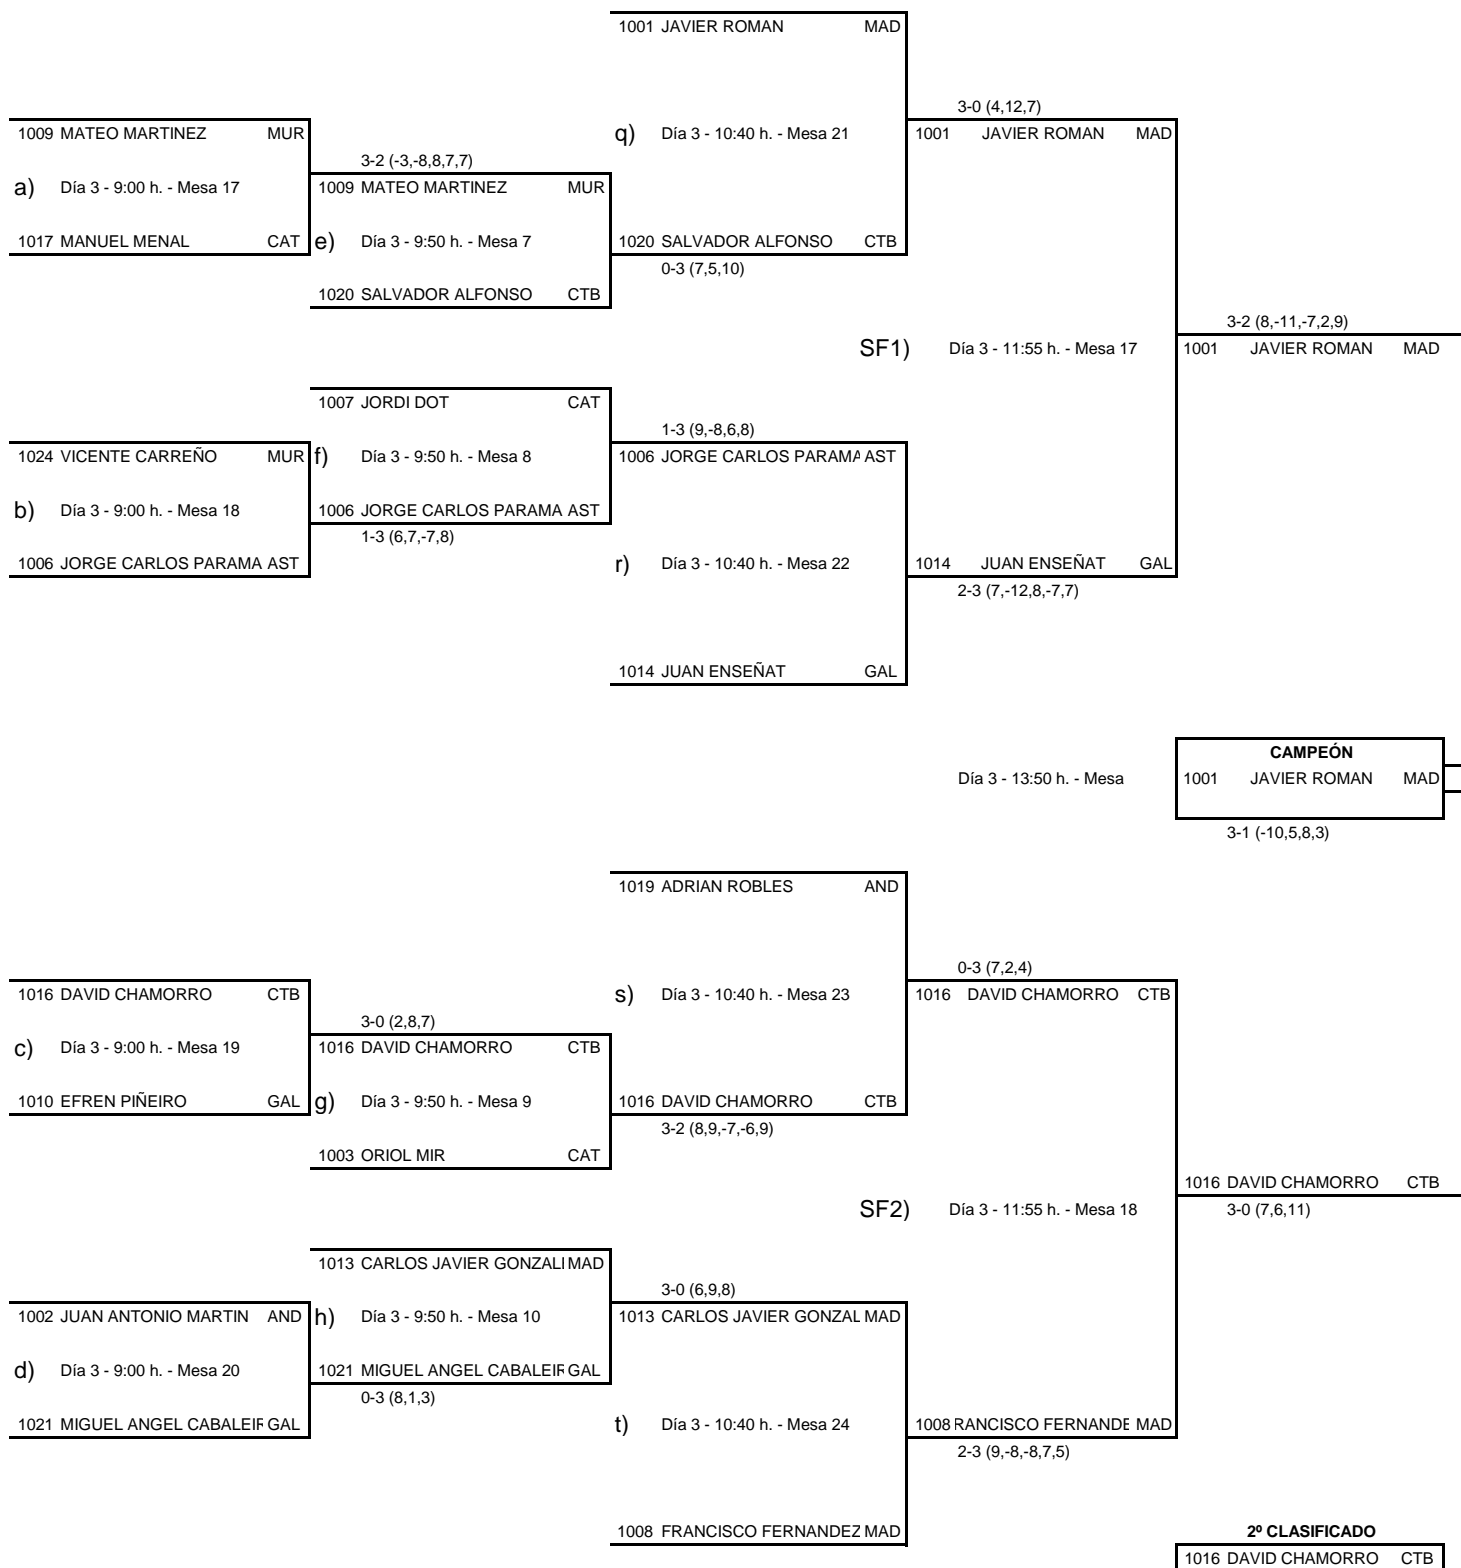 1001 JAVIER ROMAN MAD
3-0 (4,12,7)
1009 MATEO MARTINEZ MUR
q) Día 3 - 10:40 h. - Mesa 21
1001 JAVIER ROMAN MAD
3-2 (-3,-8,8,7,7)
a) Día 3 - 9:00 h. - Mesa 17
1009 MATEO MARTINEZ MUR
1017 MANUEL MENAL CAT
e) Día 3 - 9:50 h. - Mesa 7
1020 SALVADOR ALFONSO CTB
0-3 (7,5,10)
1020 SALVADOR ALFONSO CTB
3-2 (8,-11,-7,2,9)
SF1) Día 3 - 11:55 h. - Mesa 17
1001 JAVIER ROMAN MAD
1007 JORDI DOT CAT
1-3 (9,-8,6,8)
1024 VICENTE CARREÑO MUR
f) Día 3 - 9:50 h. - Mesa 8
1006 JORGE CARLOS PARAMA AST
b) Día 3 - 9:00 h. - Mesa 18
1006 JORGE CARLOS PARAMA AST
1-3 (6,7,-7,8)
1006 JORGE CARLOS PARAMA AST
r) Día 3 - 10:40 h. - Mesa 22
1014 JUAN ENSEÑAT GAL
2-3 (7,-12,8,-7,7)
1014 JUAN ENSEÑAT GAL
CAMPEÓN
Día 3 - 13:50 h. - Mesa
1001 JAVIER ROMAN MAD
3-1 (-10,5,8,3)
1019 ADRIAN ROBLES AND
0-3 (7,2,4)
1016 DAVID CHAMORRO CTB
s) Día 3 - 10:40 h. - Mesa 23
1016 DAVID CHAMORRO CTB
3-0 (2,8,7)
c) Día 3 - 9:00 h. - Mesa 19
1016 DAVID CHAMORRO CTB
1010 EFREN PIÑEIRO GAL
g) Día 3 - 9:50 h. - Mesa 9
1016 DAVID CHAMORRO CTB
3-2 (8,9,-7,-6,9)
1003 ORIOL MIR CAT
1016 DAVID CHAMORRO CTB
SF2) Día 3 - 11:55 h. - Mesa 18
3-0 (7,6,11)
1013 CARLOS JAVIER GONZALI MAD
3-0 (6,9,8)
1002 JUAN ANTONIO MARTIN AND
h) Día 3 - 9:50 h. - Mesa 10
1013 CARLOS JAVIER GONZAL MAD
d) Día 3 - 9:00 h. - Mesa 20
1021 MIGUEL ANGEL CABALEIR GAL
0-3 (8,1,3)
1021 MIGUEL ANGEL CABALEIR GAL
t) Día 3 - 10:40 h. - Mesa 24
1008 RANCISCO FERNANDE MAD
2-3 (9,-8,-8,7,5)
1008 FRANCISCO FERNANDEZ MAD
2º CLASIFICADO
1016 DAVID CHAMORRO CTB